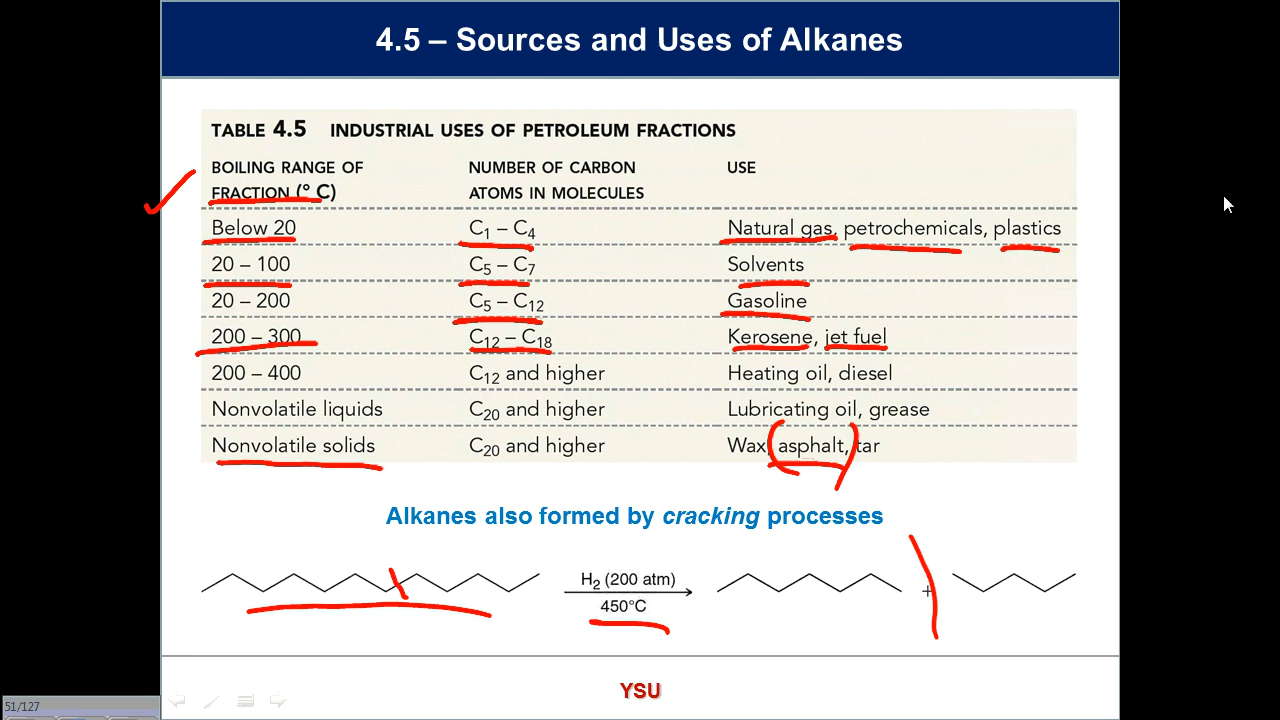 4.5 – Sources and Uses of Alkanes
TABLE 4.5 INDUSTRIAL USES OF PETROLEUM FRACTIONS
BOILING RANGE OF FRACTION (° C) NUMBER OF CARBON ATOMS IN MOLECULES USE
Below 20 C₁ – C₄ Natural gas, petrochemicals, plastics
20 – 100 C₅ – C₇ Solvents
20 – 200 C₅ – C₁₂ Gasoline
200 – 300 C₁₂ – C₁₈ Kerosene, jet fuel
200 – 400 C₁₂ and higher Heating oil, diesel
Nonvolatile liquids C₂₀ and higher Lubricating oil, grease
Nonvolatile solids C₂₀ and higher Wax, asphalt, tar
Alkanes also formed by cracking processes
H₂ (200 atm)
450°C
+
YSU
51/127